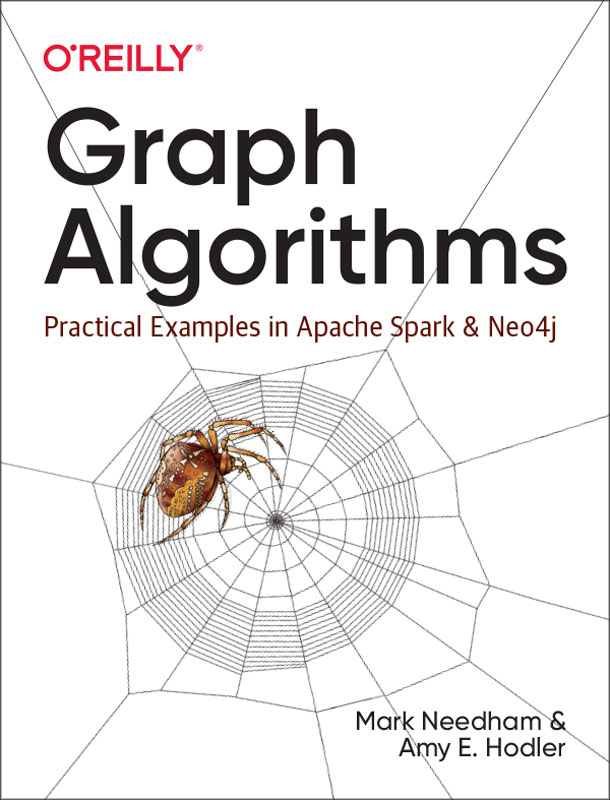 O'REILLY®
Graph
Algorithms
Practical Examples in Apache Spark & Neo4j
Mark Needham &
Amy E. Hodler